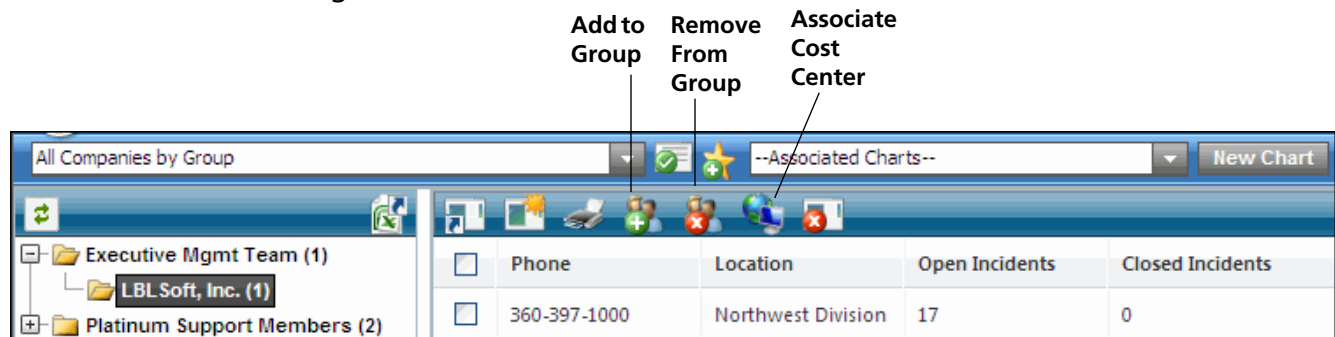 Add to Group
Remove From Group
Associate Cost Center
All Companies by Group
--Associated Charts--
New Chart
Executive Mgmt Team (1)
LBLSoft, Inc. (1)
Platinum Support Members (2)
Phone Location Open Incidents Closed Incidents
360-397-1000 Northwest Division 17 0